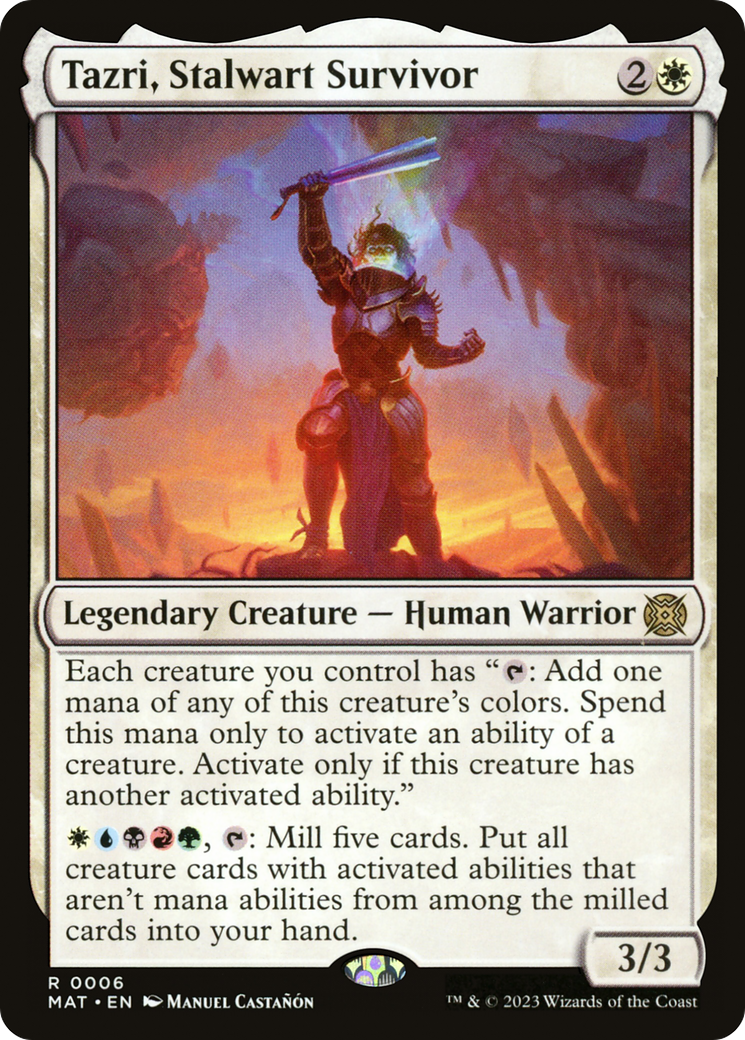 Tazri, Stalwart Survivor 2
Legendary Creature — Human Warrior
Each creature you control has “: Add one
mana of any of this creature’s colors. Spend
this mana only to activate an ability of a
creature. Activate only if this creature has
another activated ability.”
, : Mill five cards. Put all
creature cards with activated abilities that
aren’t mana abilities from among the milled
cards into your hand.
3/3
R 0006
MAT • EN Manuel Castañón
™ & © 2023 Wizards of the Coast